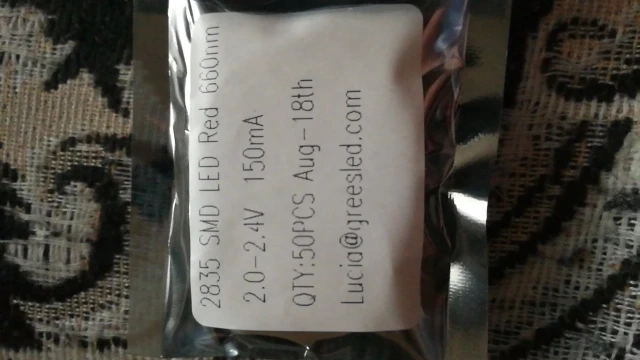 2835 SMD LED Red 660nm
2.0-2.4V 150mA
QTY:50PCS Aug-18th
Lucia@greesled.com